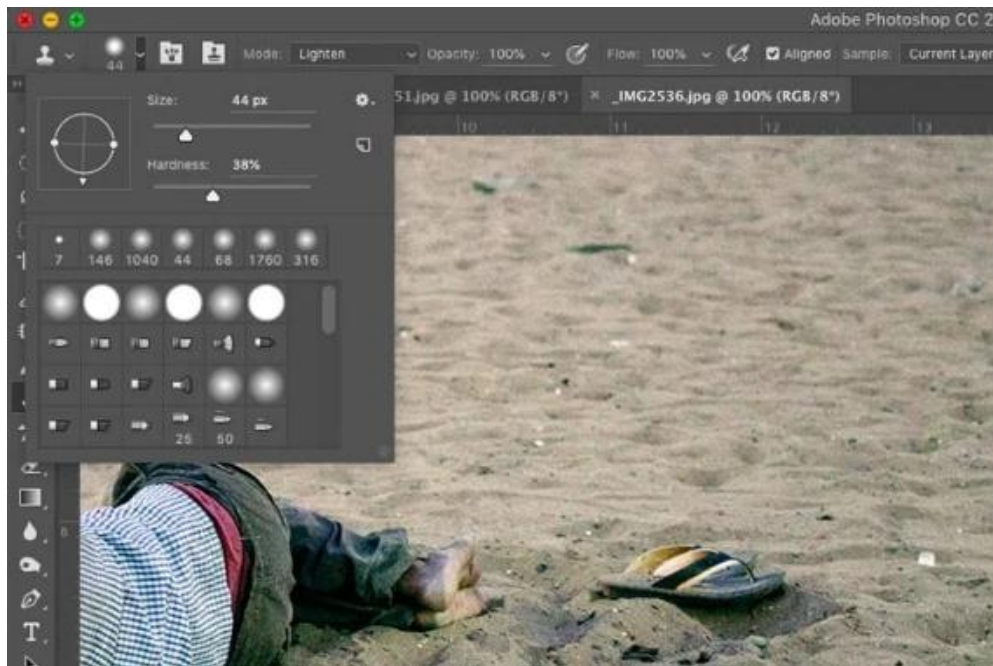 Adobe Photoshop CC 2
44
Mode: Lighten
Opacity: 100%
Flow: 100%
Aligned
Sample:
Current Layer
51.jpg @ 100% (RGB/8*)
× _IMG2536.jpg @ 100% (RGB/8*)
Size: 44 px
10
11
12
13
Hardness: 38%
7 146 1040 44 68 1760 316
25 50
8
T